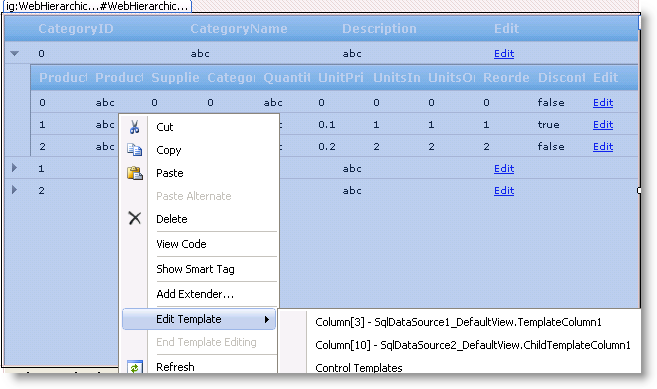 ig:WebHierarchic...#WebHierarchic...
CategoryID CategoryName Description Edit
0 abc abc Edit
Product Product Supplie Categor Quantit UnitPri UnitsIn UnitsOn Reorde Discont Edit
0 abc 0 0 abc 0 0 0 0 false Edit
1 abc 0.1 1 1 1 true Edit
2 abc 0.2 2 2 2 false Edit
1 abc Edit
2 abc Edit
Cut
Copy
Paste
Paste Alternate
Delete
View Code
Show Smart Tag
Add Extender...
Edit Template
End Template Editing
Refresh
Column[3] - SqlDataSource1_DefaultView.TemplateColumn1
Column[10] - SqlDataSource2_DefaultView.ChildTemplateColumn1
Control Templates